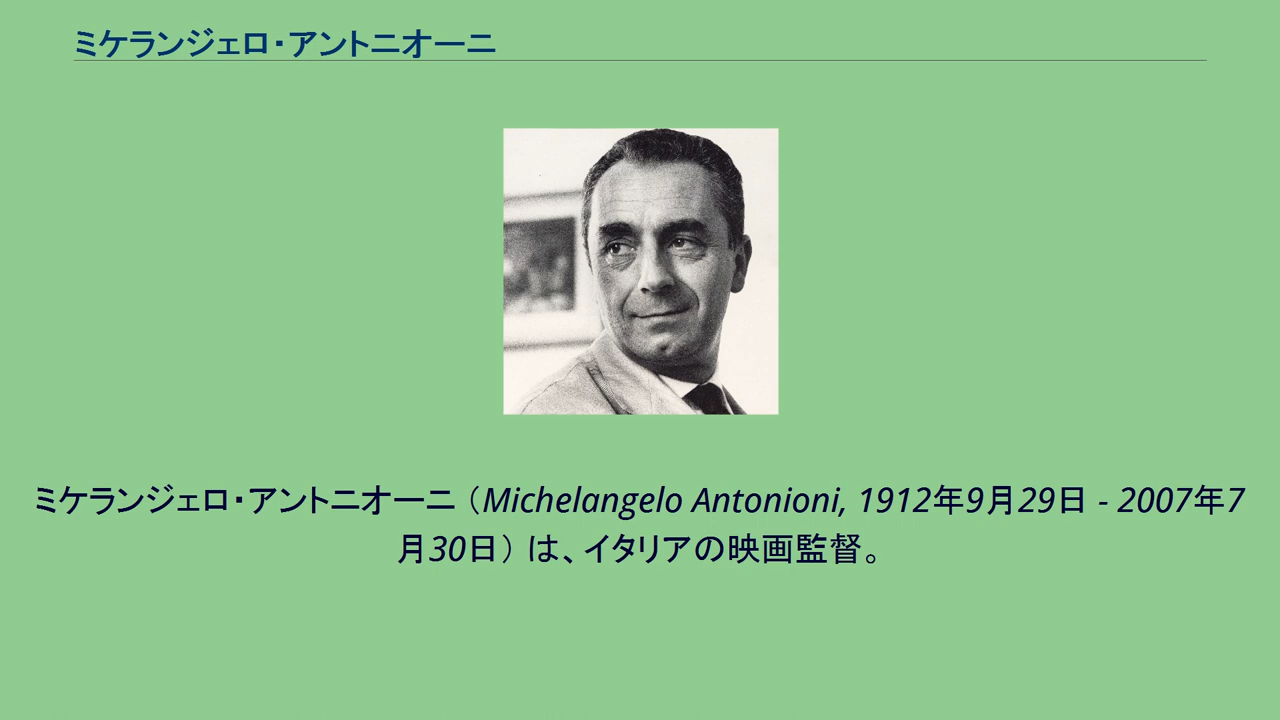 ミケランジェロ・アントニオーニ
ミケランジェロ・アントニオーニ（Michelangelo Antonioni, 1912年9月29日 - 2007年7
月30日）は、イタリアの映画監督。